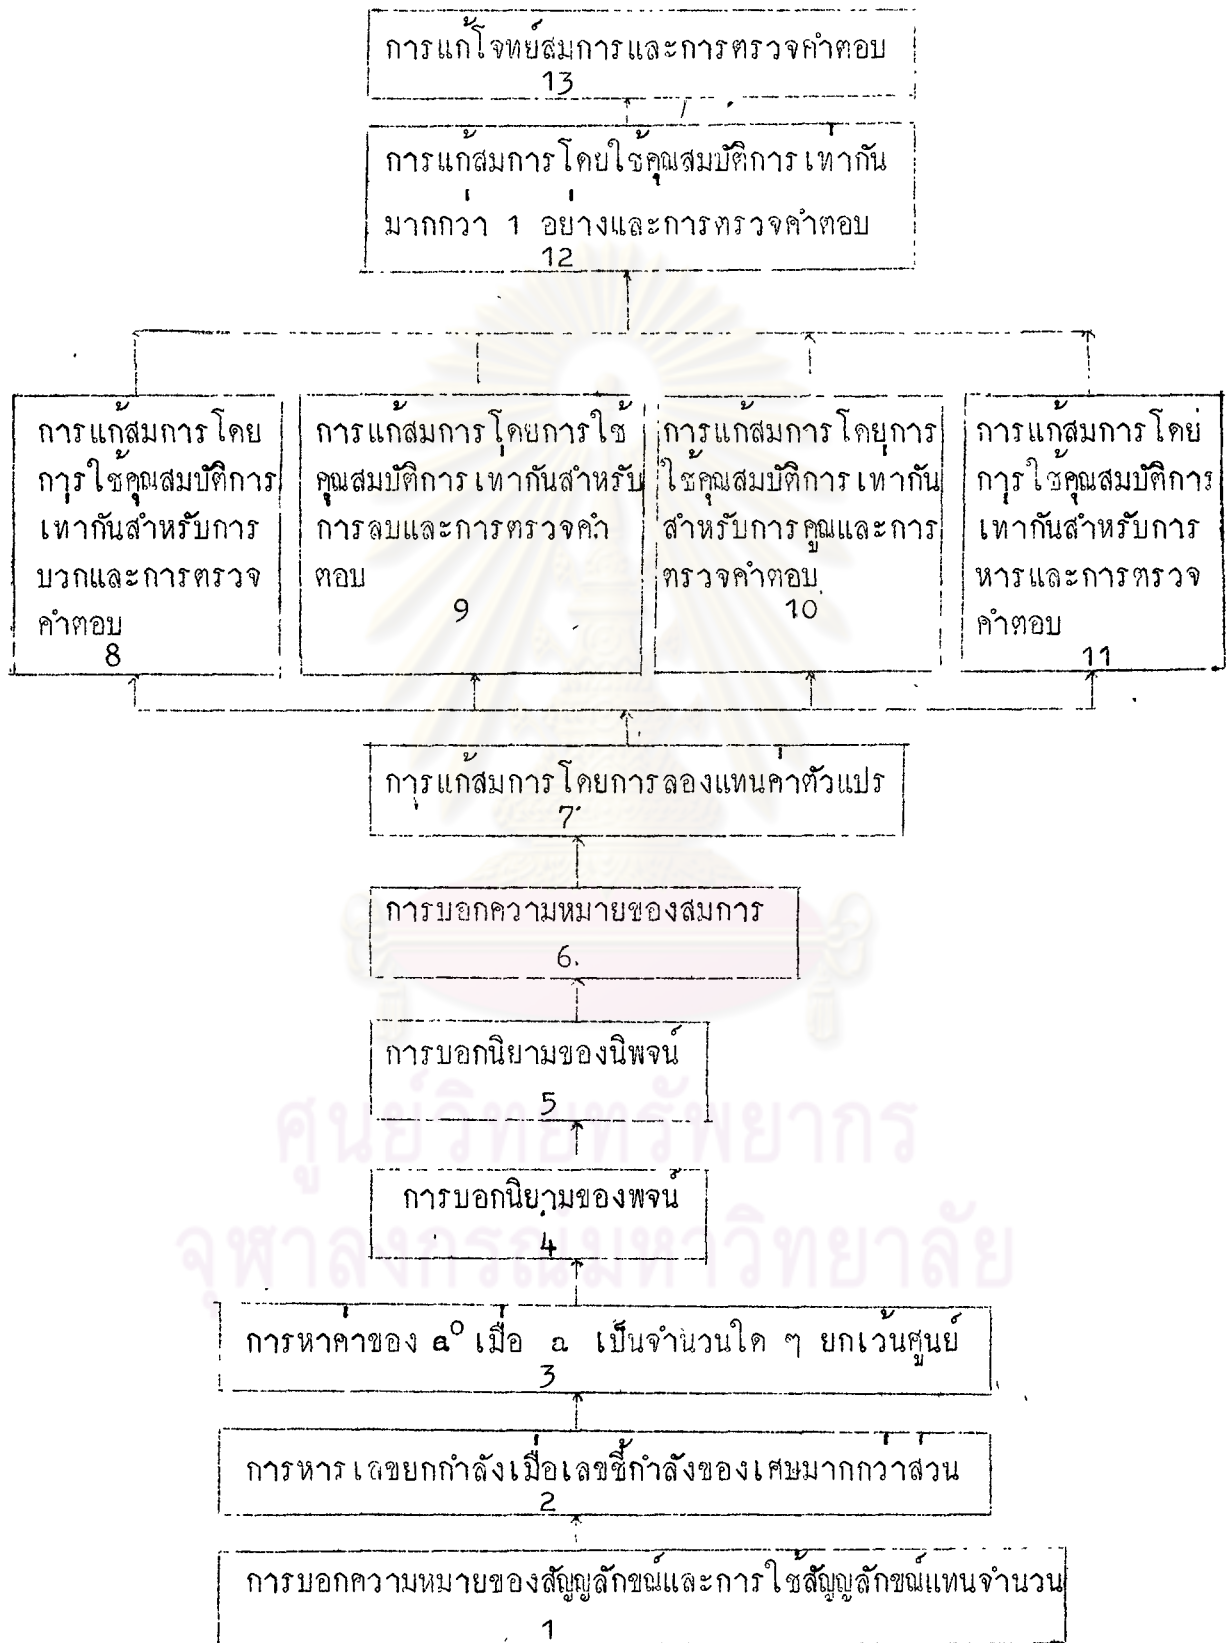 การแก้โจทย์สมการและการตรวจคำตอบ
13
การแก้สมการโดยใช้คุณสมบัติการเท่ากัน
มากกว่า 1 อย่างและการตรวจคำตอบ
12
การแก้สมการโดย
การใช้คุณสมบัติการ
เทากันสำหรับการ
บวกและการตรวจ
คำตอบ
8
การแก้สมการโดยการใช้
คุณสมบัติการเทากันสำหรับ
การลบและการตรวจคำ
ตอบ
9
การแก้สมการโดยการ
ใช้คุณสมบัติการเทากัน
สำหรับการคูณและการ
ตรวจคำตอบ
10
การแก้สมการโดย
การใช้คุณสมบัติการ
เทากันสำหรับการ
หารและการตรวจ
คำตอบ
11
การแก้สมการโดยการลองแทนค่าตัวแปร
7
การบอกความหมายของสมการ
6.
การบอกนิยามของนิพจน์
5
การบอกนิยามของพจน์
4
การหาค่าของ a⁰ เมื่อ a เป็นจำนวนใด ๆ ยกเว้นศูนย์
3
การหารเลขยกกำลังเมื่อเลขชี้กำลังของเศษมากกว่าส่วน
2
การบอกความหมายของสัญญลักษณ์และการใช้สัญญลักษณ์แทนจำนวน
1
ศูนย์วิทยทรัพยากร
จุฬาลงกรณ์มหาวิทยาลัย